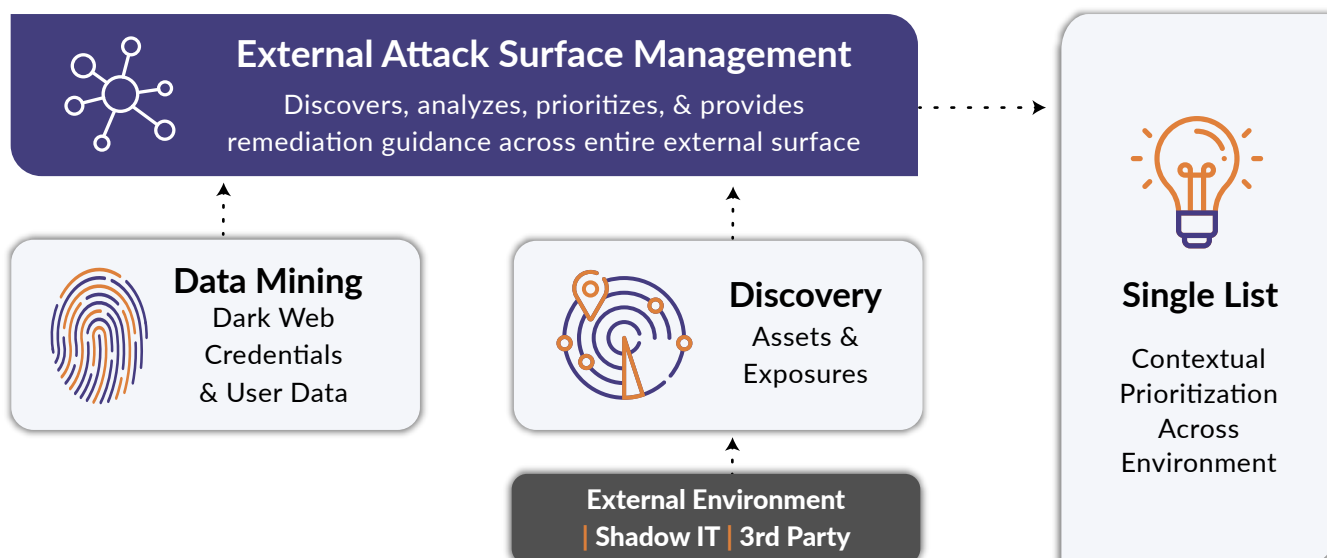 External Attack Surface Management
Discovers, analyzes, prioritizes, & provides
remediation guidance across entire external surface
Data Mining
Dark Web
Credentials
& User Data
Discovery
Assets &
Exposures
External Environment
| Shadow IT | 3rd Party
Single List
Contextual
Prioritization
Across
Environment